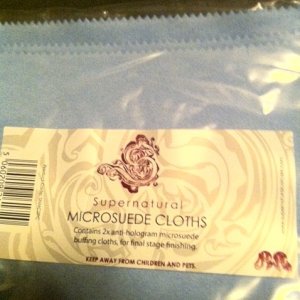 Supernatural
MICROSUEDE CLOTHS
Contains 2x anti-hologram microsuede
buffing cloths, for final stage finishing.
KEEP AWAY FROM CHILDREN AND PETS.